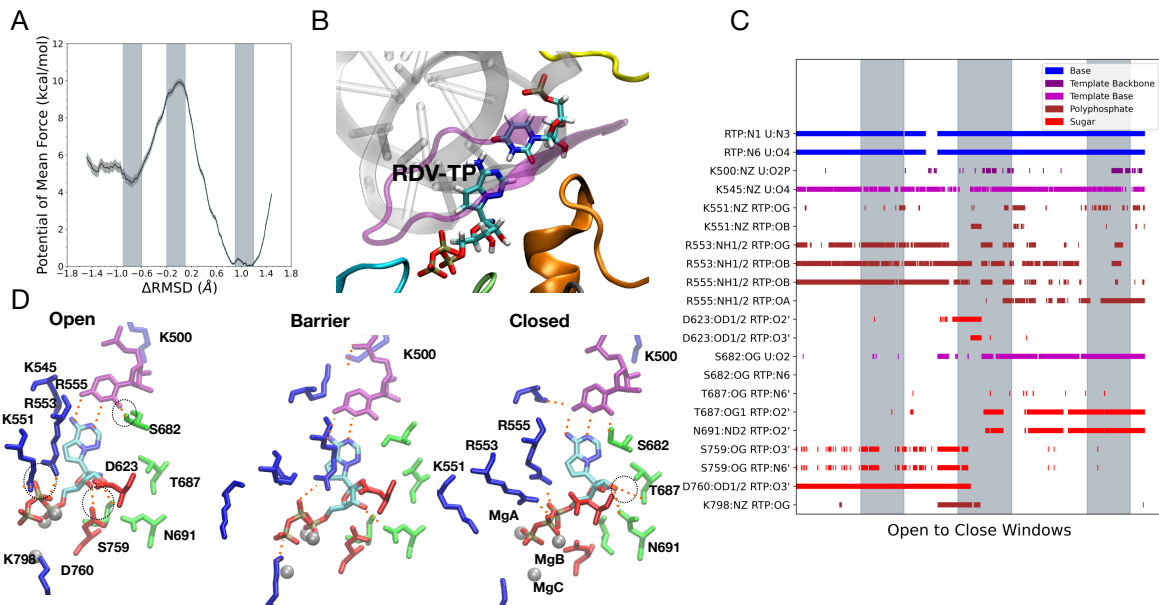 A
Potential of Mean Force (kcal/mol)
12
10
8
6
4
2
0
−1.8 −1.4 −1.0 −0.6 −0.2 0.2 0.6 1.0 1.4 1.8
ΔRMSD (Å)
B
RDV-TP
C
Base
Template Backbone
Template Base
Polyphosphate
Sugar
RTP:N1 U:N3
RTP:N6 U:O4
K500:NZ U:O2P
K545:NZ U:O4
K551:NZ RTP:OG
K551:NZ RTP:OB
R553:NH1/2 RTP:OG
R553:NH1/2 RTP:OB
R555:NH1/2 RTP:OB
R555:NH1/2 RTP:OA
D623:OD1/2 RTP:O2'
D623:OD1/2 RTP:O3'
S682:OG U:O2
S682:OG RTP:N6
T687:OG RTP:N6'
T687:OG1 RTP:O2'
N691:ND2 RTP:O2'
S759:OG RTP:O3'
S759:OG RTP:N6'
D760:OD1/2 RTP:O3'
K798:NZ RTP:OG
Open to Close Windows
D
Open
K500
K545
R555
R553
K551
S682
D623
T687
N691
S759
K798
D760
Barrier
K500
Closed
K500
R555
S682
R553
K551
T687
MgA
N691
MgB
MgC